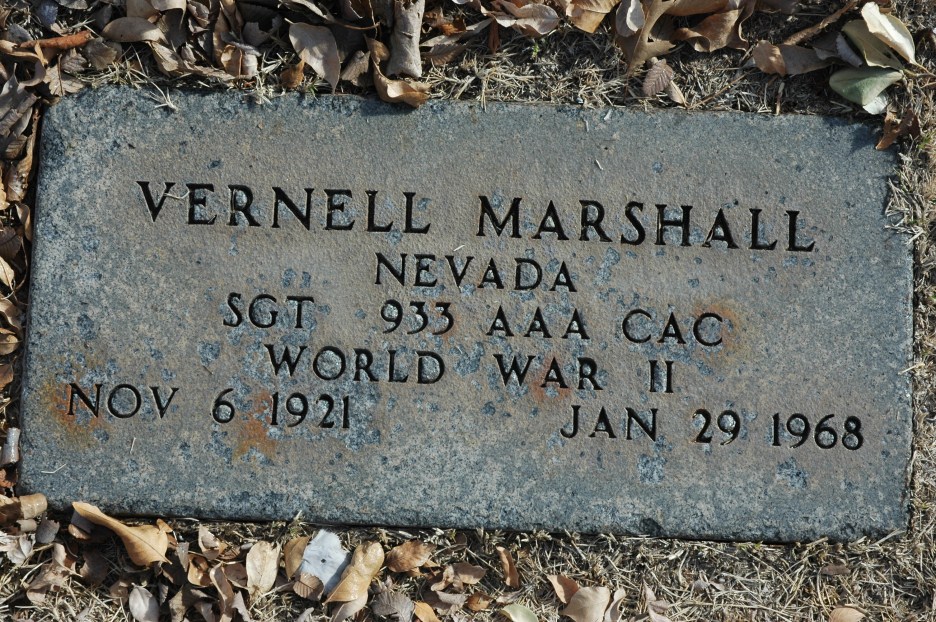 VERNELL MARSHALL
NEVADA
SGT 933 AAA CAC
WORLD WAR II
NOV 6 1921 JAN 29 1968